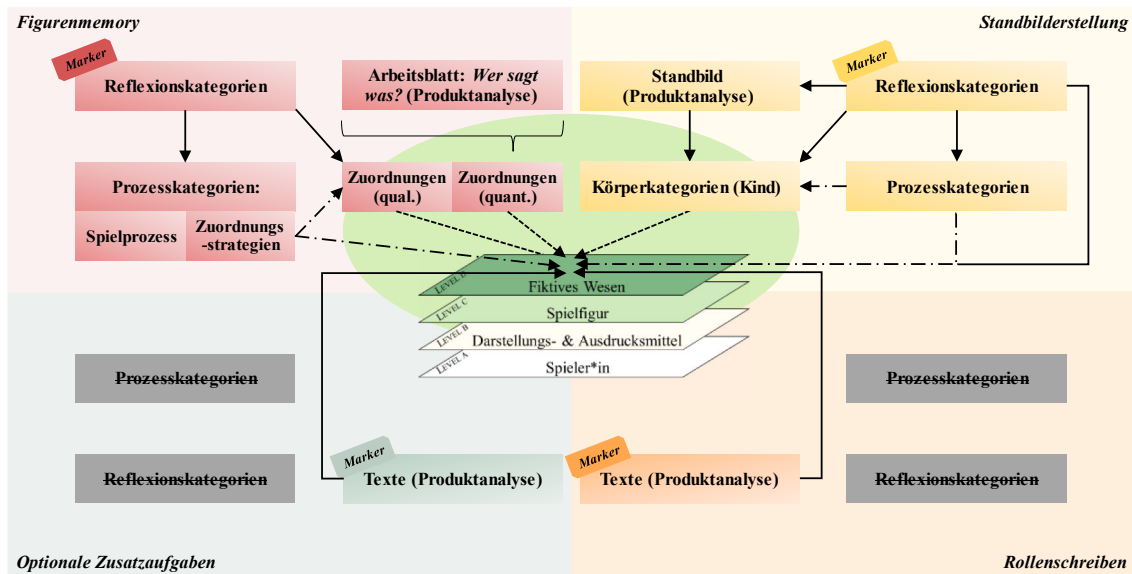 Figurenmemory
Standbilderstellung
Marker
Reflexionskategorien
Arbeitsblatt: Wer sagt
was? (Produktanalyse)
Standbild
(Produktanalyse)
Marker
Reflexionskategorien
Prozesskategorien:
Spielprozess
Zuordnungs
-strategien
Zuordnungen
(qual.)
Zuordnungen
(quant.)
Körperkategorien (Kind)
Prozesskategorien
LEVEL D
Fiktives Wesen
LEVEL C
Spielfigur
LEVEL B
Darstellungs- & Ausdrucksmittel
LEVEL A
Spieler*in
Prozesskategorien
Prozesskategorien
Reflexionskategorien
Marker
Texte (Produktanalyse)
Marker
Texte (Produktanalyse)
Reflexionskategorien
Optionale Zusatzaufgaben
Rollenschreiben